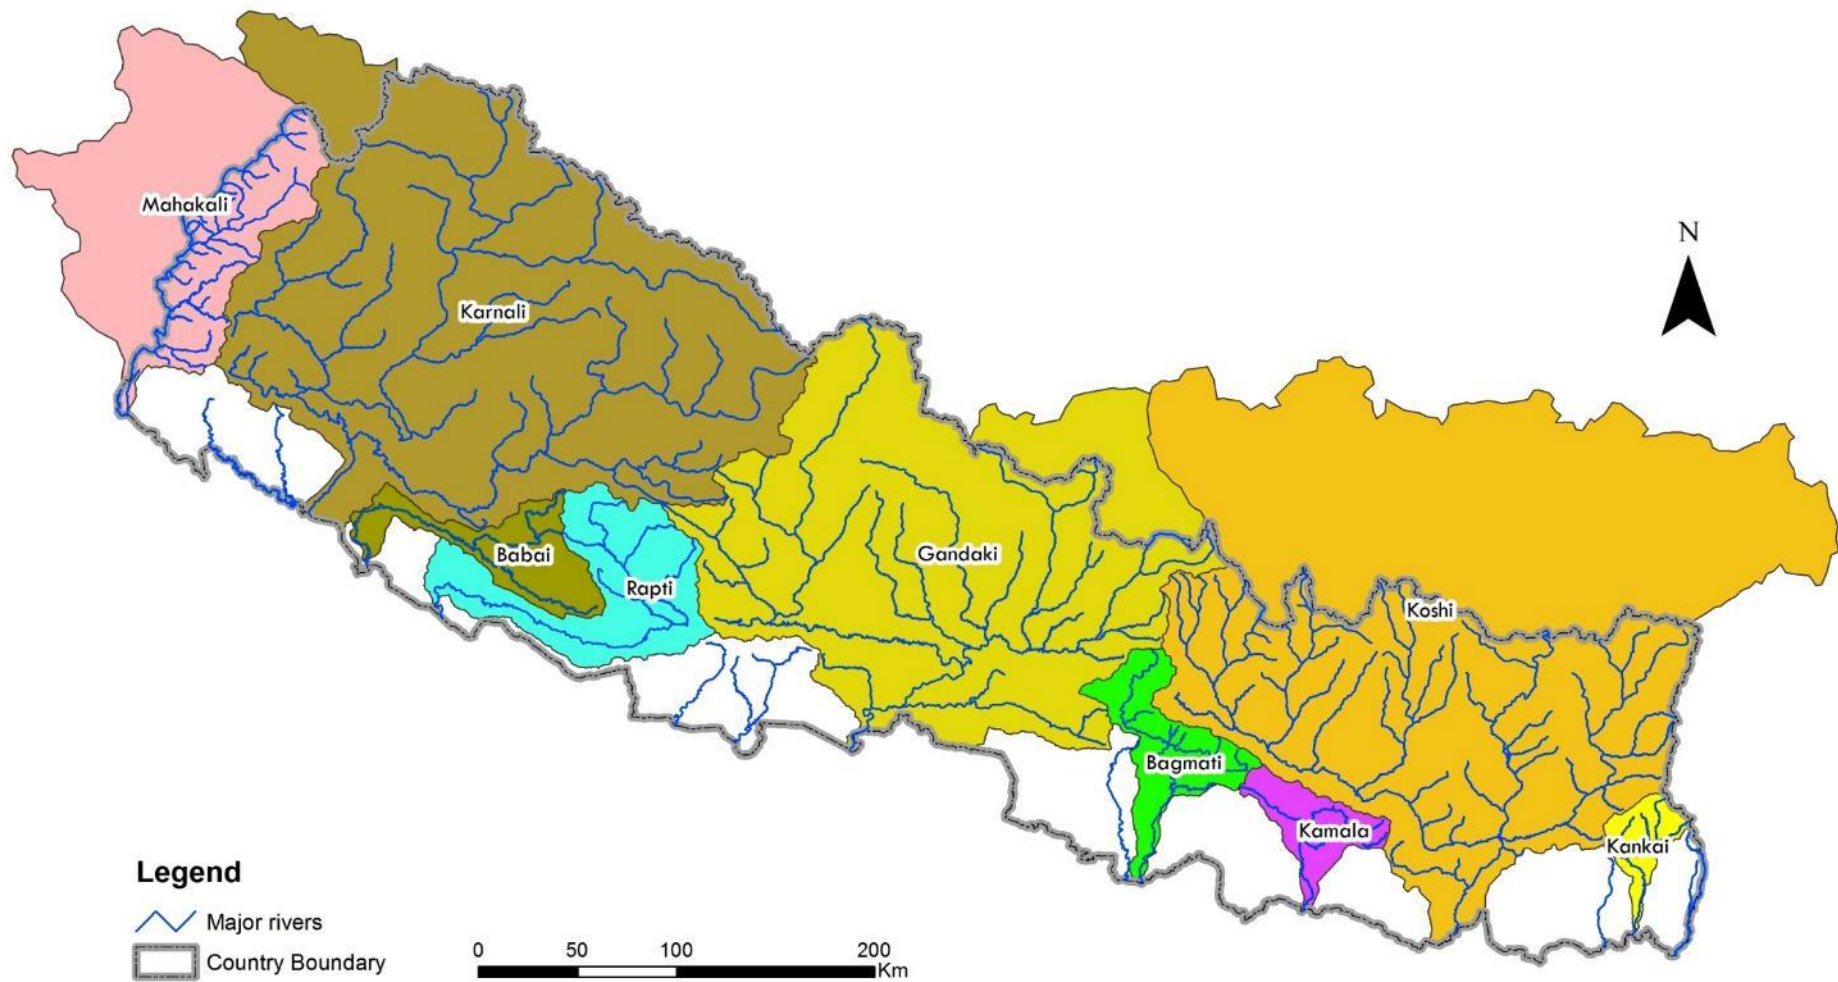 Mahakali
N
Karnali
Babai
Gandaki
Rapti
Koshi
Bagmati
Kamala
Kankai
Legend
Major rivers
Country Boundary
0 50 100 200
Km